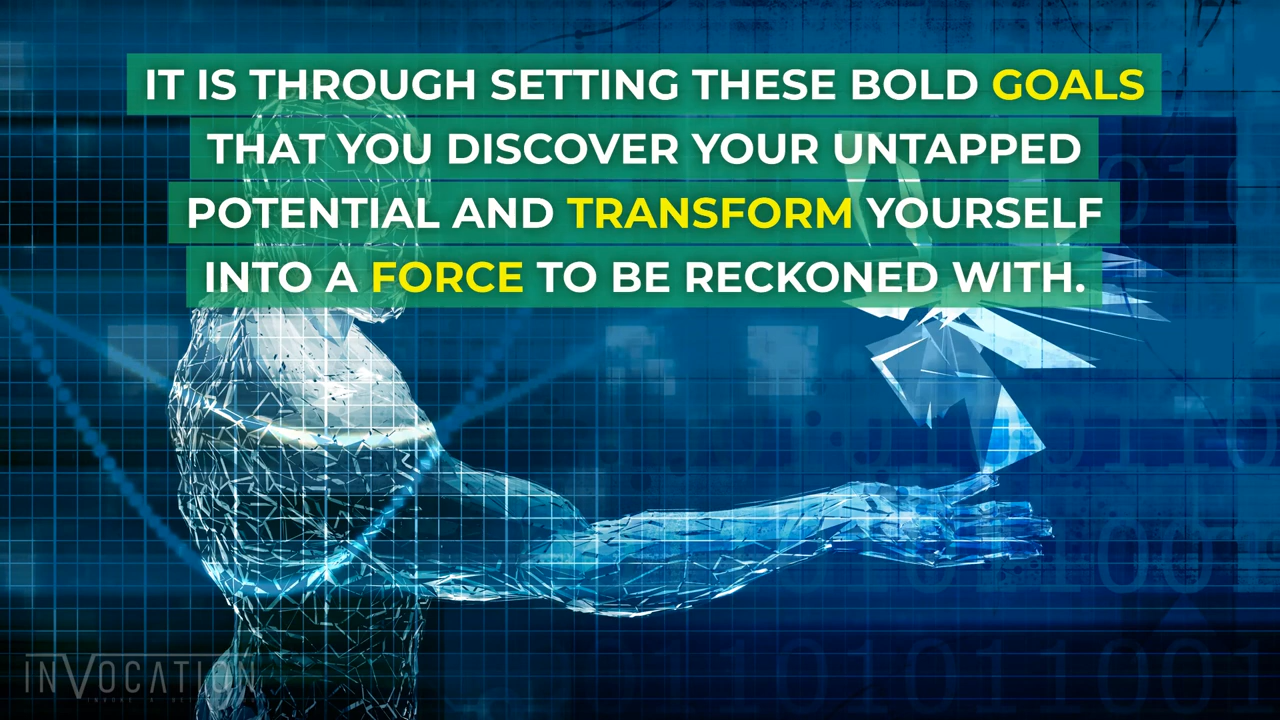 IT IS THROUGH SETTING THESE BOLD GOALS
THAT YOU DISCOVER YOUR UNTAPPED
POTENTIAL AND TRANSFORM YOURSELF
INTO A FORCE TO BE RECKONED WITH.
INVOCATION